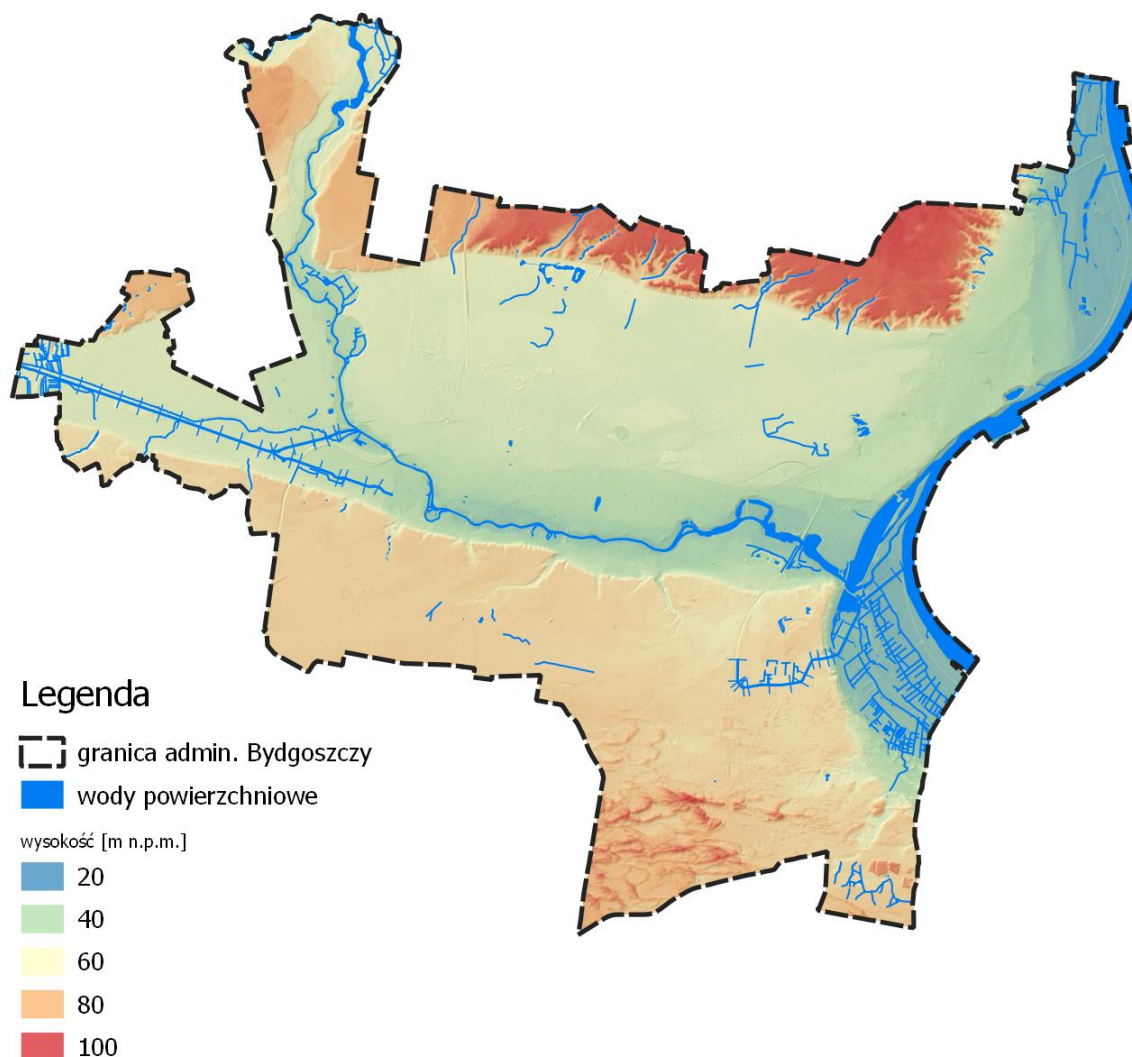 Legenda
granica admin. Bydgoszczy
wody powierzchniowe
wysokość [m n.p.m.]
20
40
60
80
100